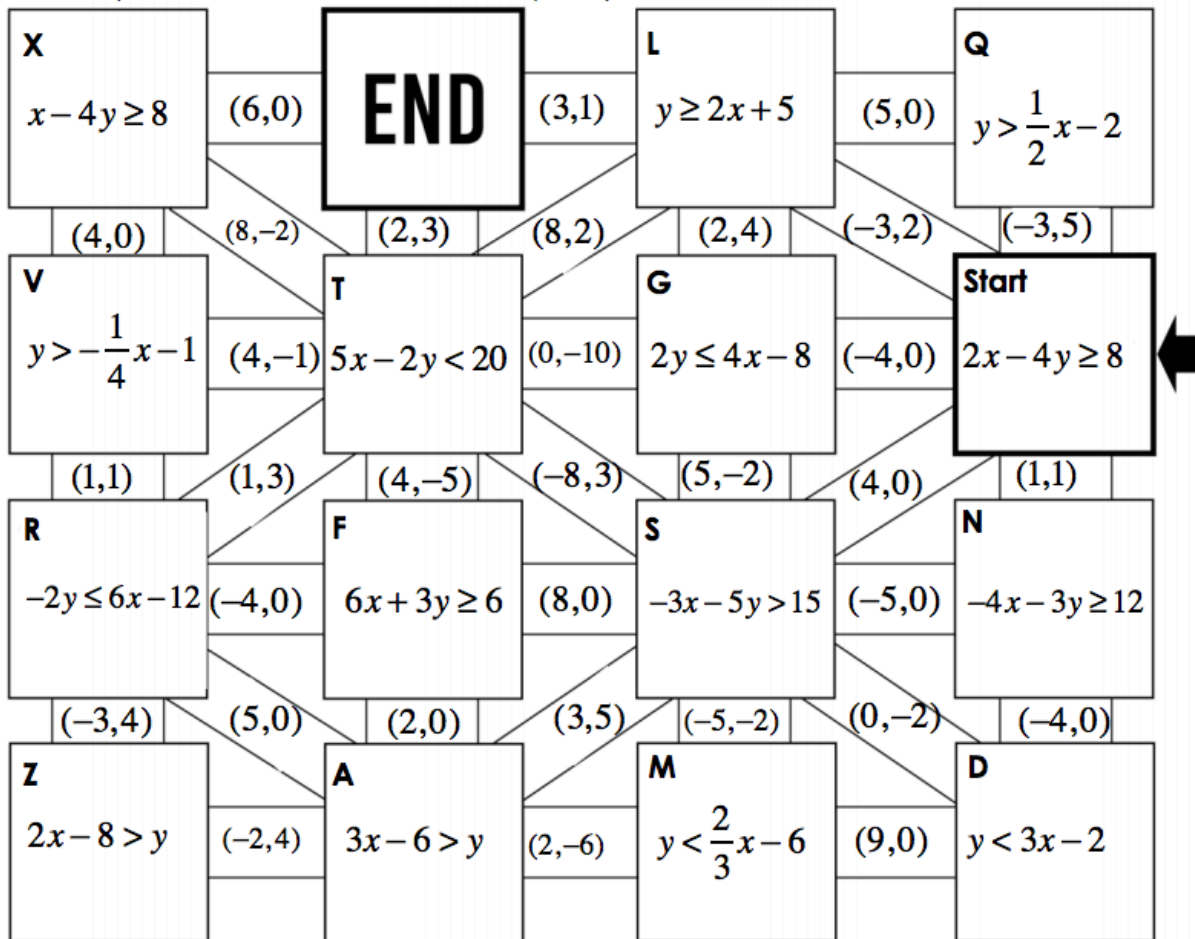 X
x − 4y ≥ 8
(6,0)
END
(3,1)
L
y ≥ 2x + 5
(5,0)
Q
y > 1/2 x − 2
(4,0)
(8,−2)
(2,3)
(8,2)
(2,4)
(−3,2)
(−3,5)
V
y > −1/4 x − 1
(4,−1)
T
5x − 2y < 20
(0,−10)
G
2y ≤ 4x − 8
(−4,0)
Start
2x − 4y ≥ 8
(1,1)
(1,3)
(4,−5)
(−8,3)
(5,−2)
(4,0)
(1,1)
R
−2y ≤ 6x − 12
(−4,0)
F
6x + 3y ≥ 6
(8,0)
S
−3x − 5y > 15
(−5,0)
N
−4x − 3y ≥ 12
(−3,4)
(5,0)
(2,0)
(3,5)
(−5,−2)
(0,−2)
(−4,0)
Z
2x − 8 > y
(−2,4)
A
3x − 6 > y
(2,−6)
M
y < 2/3 x − 6
(9,0)
D
y < 3x − 2